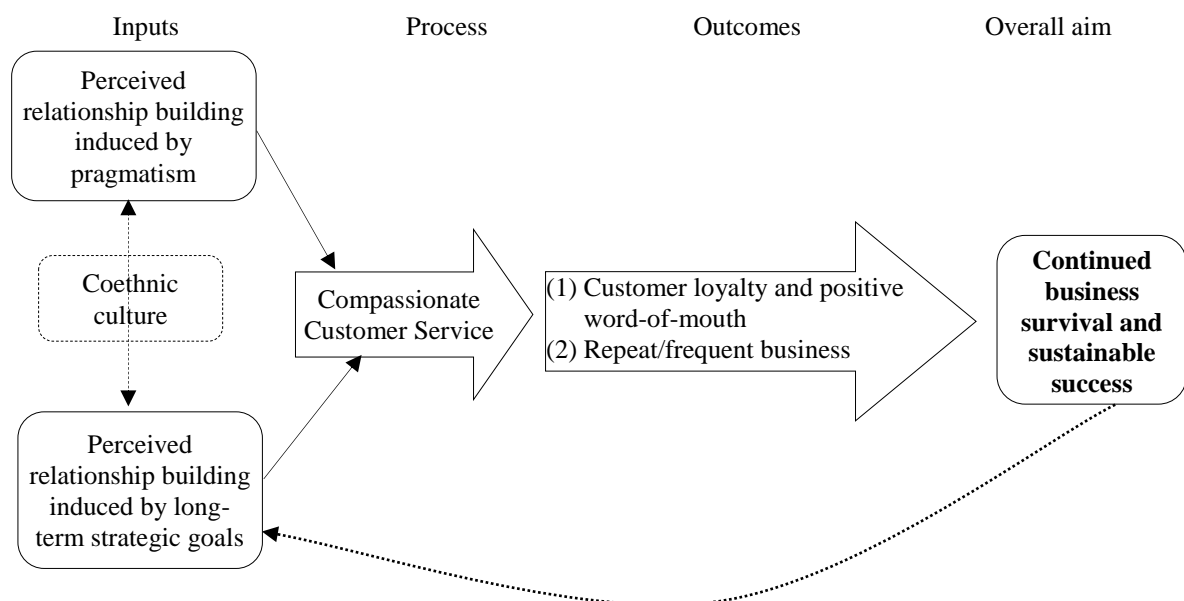 Inputs
Process
Outcomes
Overall aim
Perceived
relationship building
induced by
pragmatism
Coethnic
culture
Perceived
relationship building
induced by long-
term strategic goals
Compassionate
Customer Service
(1) Customer loyalty and positive
word-of-mouth
(2) Repeat/frequent business
Continued
business
survival and
sustainable
success